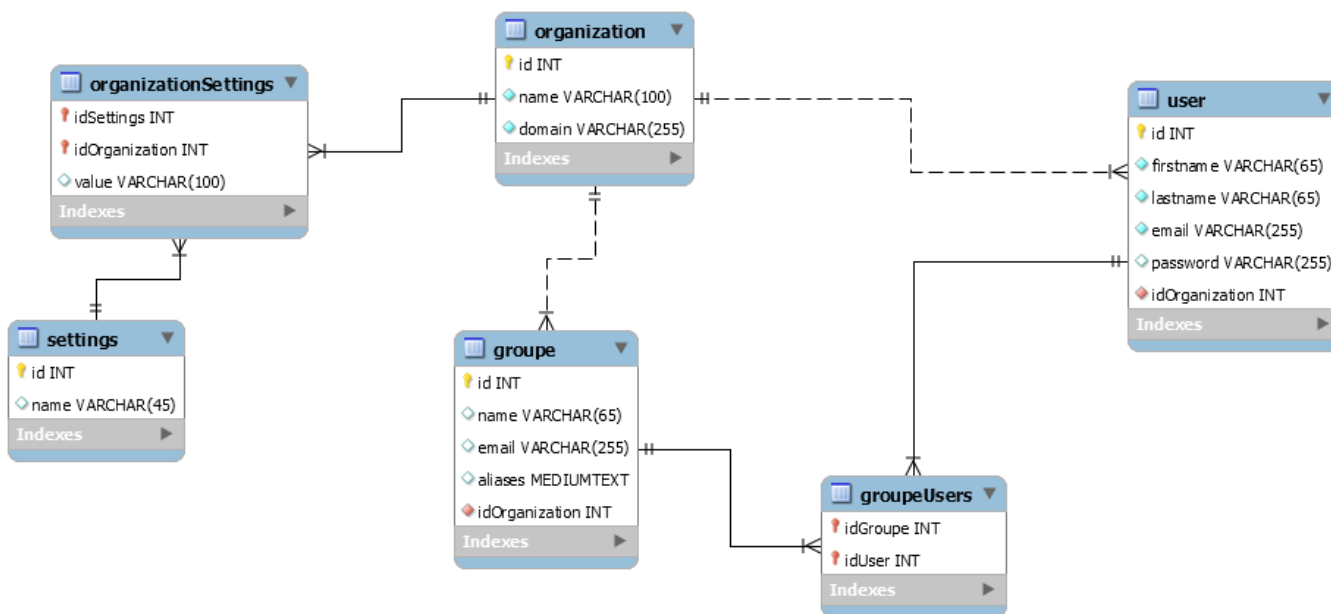 organization
id INT
name VARCHAR(100)
domain VARCHAR(255)
Indexes
organizationSettings
idSettings INT
idOrganization INT
value VARCHAR(100)
Indexes
user
id INT
firstname VARCHAR(65)
lastname VARCHAR(65)
email VARCHAR(255)
password VARCHAR(255)
idOrganization INT
Indexes
settings
id INT
name VARCHAR(45)
Indexes
groupe
id INT
name VARCHAR(65)
email VARCHAR(255)
aliases MEDIUMTEXT
idOrganization INT
Indexes
groupeUsers
idGroupe INT
idUser INT
Indexes